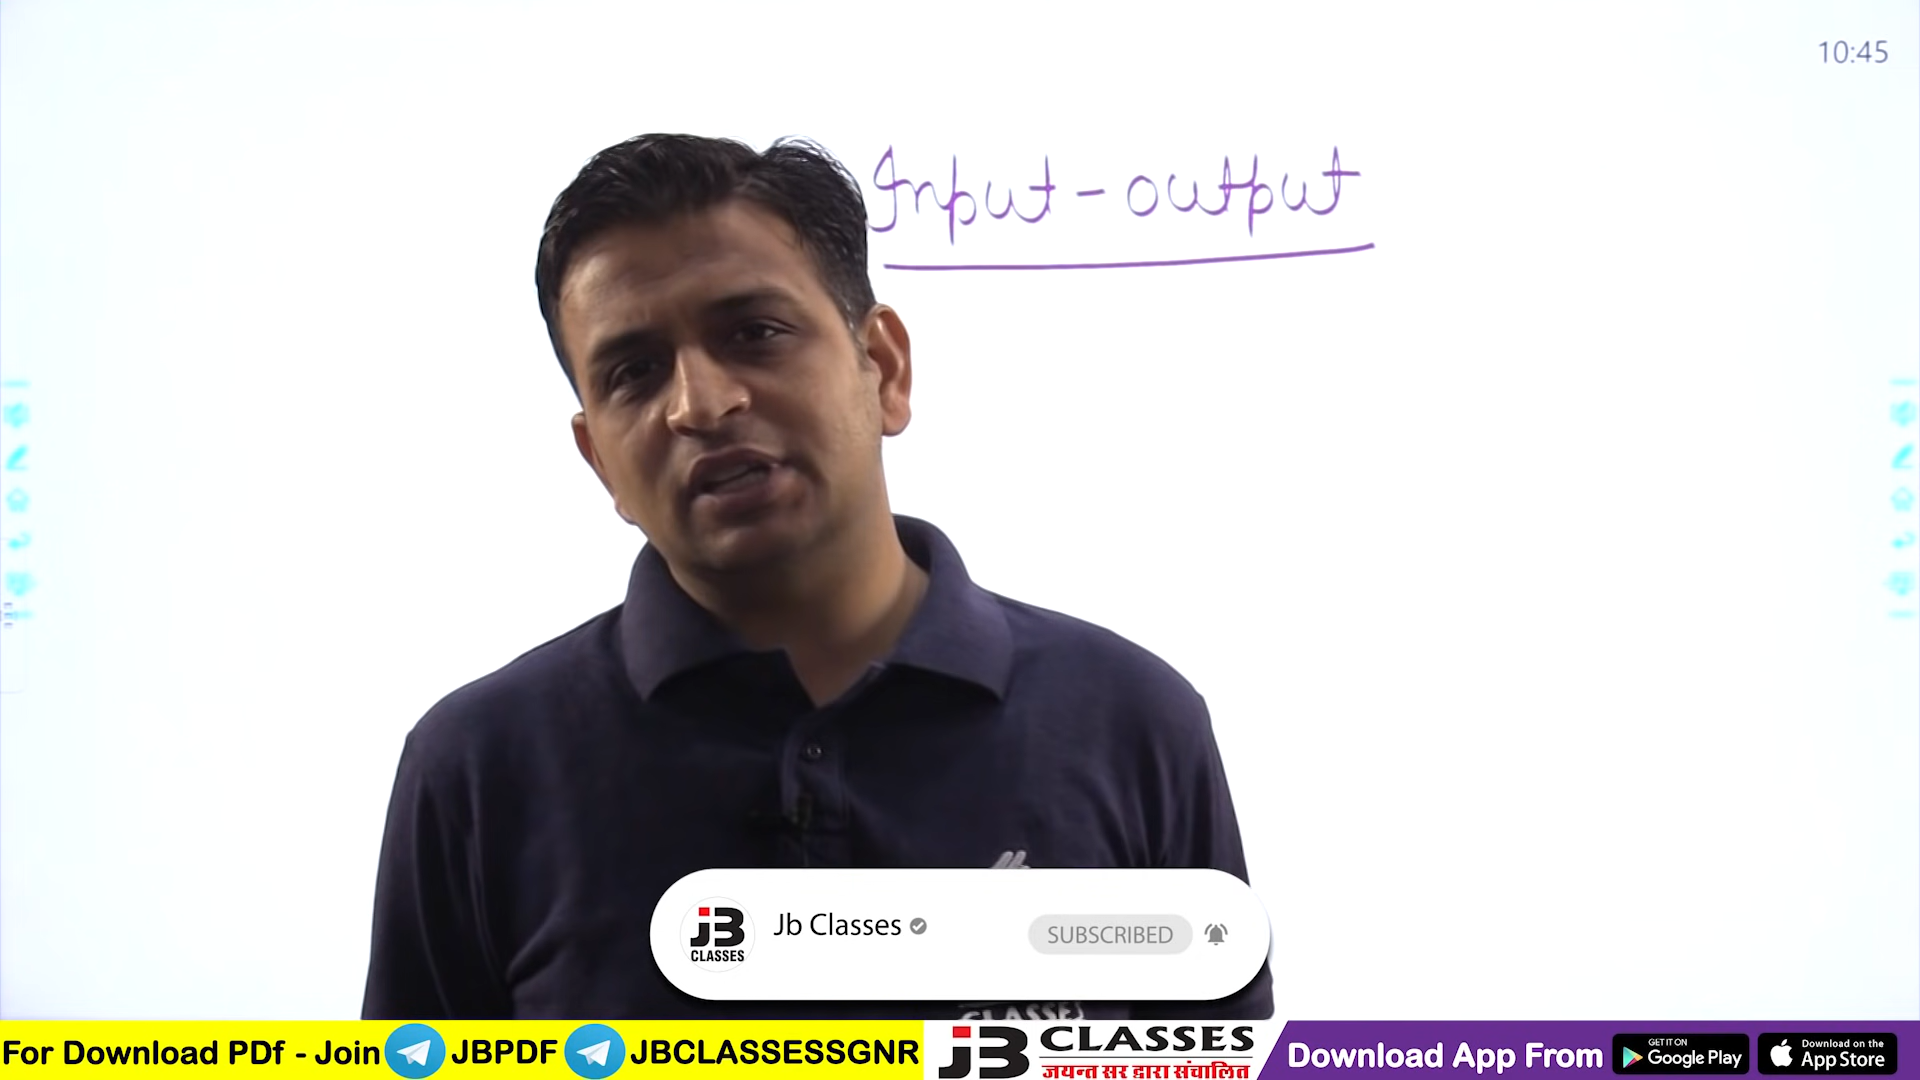 10:45
Input - output
JB
CLASSES
Jb Classes
SUBSCRIBED
CLASSES
For Download PDf - Join JBPDF JBCLASSESSGNR
JB CLASSES
जयन्त सर द्वारा संचालित
Download App From
GET IT ON
Google Play
Download on the
App Store